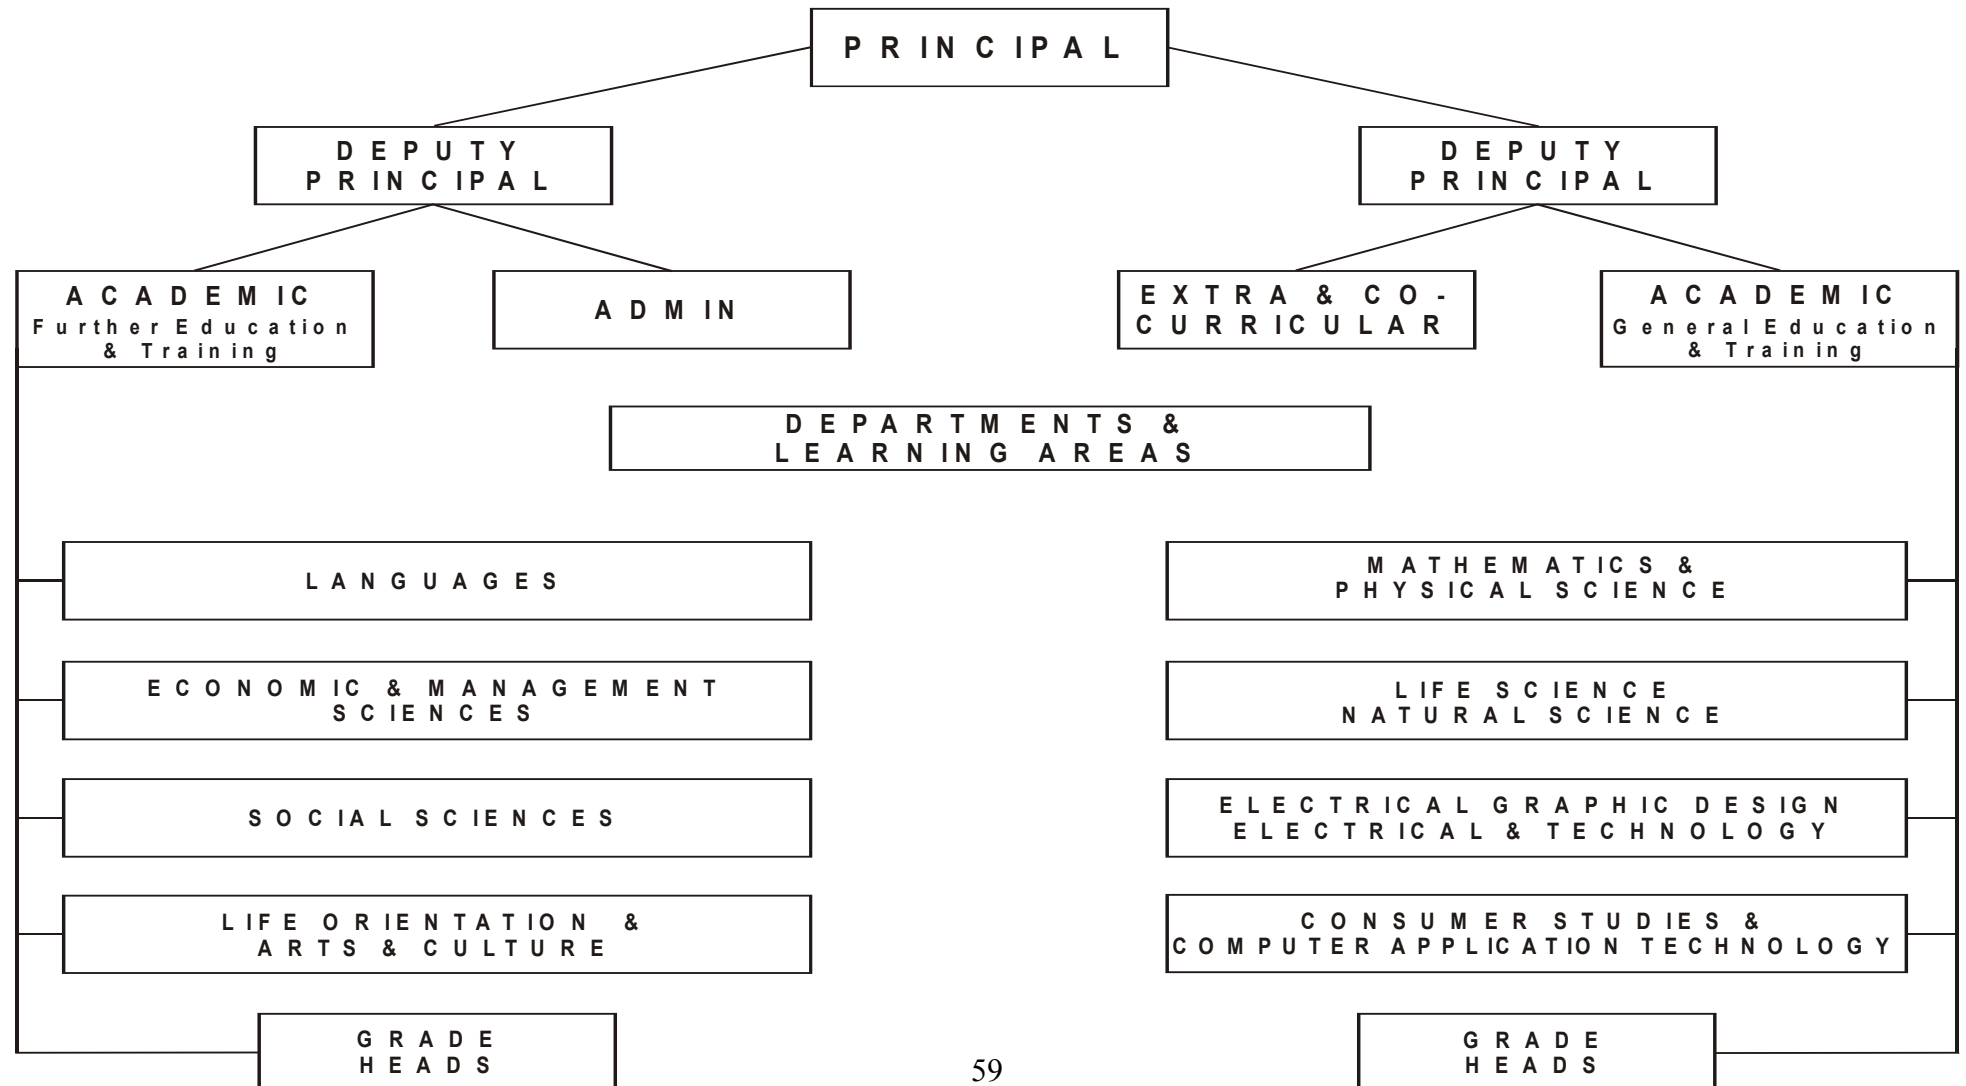 PRINCIPAL
DEPUTY
PRINCIPAL
DEPUTY
PRINCIPAL
ACADEMIC
Further Education
& Training
ADMIN
EXTRA & CO-
CURRICULAR
ACADEMIC
General Education
& Training
DEPARTMENTS &
LEARNING AREAS
LANGUAGES
MATHEMATICS &
PHYSICAL SCIENCE
ECONOMIC & MANAGEMENT
SCIENCES
LIFE SCIENCE
NATURAL SCIENCE
SOCIAL SCIENCES
ELECTRICAL GRAPHIC DESIGN
ELECTRICAL & TECHNOLOGY
LIFE ORIENTATION &
ARTS & CULTURE
CONSUMER STUDIES &
COMPUTER APPLICATION TECHNOLOGY
GRADE
HEADS
GRADE
HEADS
59